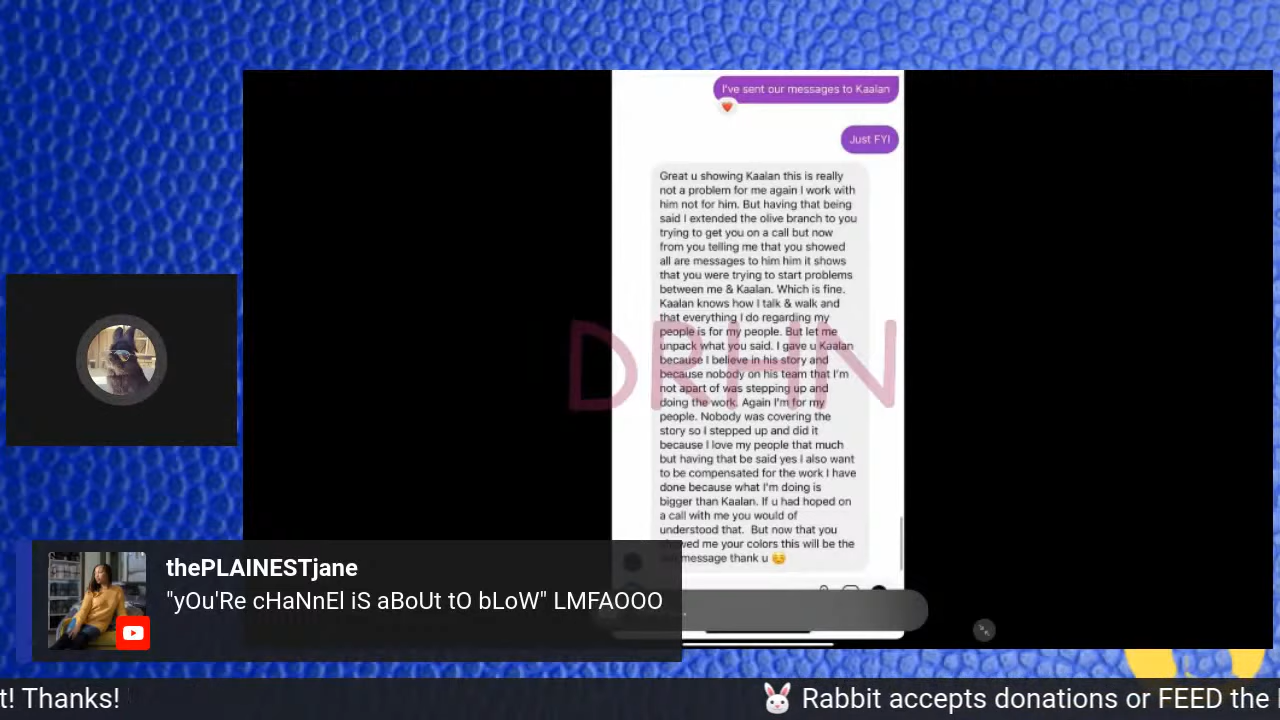 I've sent our messages to Kaalan
Just FYI
Great u showing Kaalan this is really
not a problem for me again I work with
him not for him. But having that being
said I extended the olive branch to you
trying to get you on a call but now
from you telling me that you showed
all are messages to him him it shows
that you were trying to start problems
between me & Kaalan. Which is fine.
Kaalan knows how I talk & walk and
that everything I do regarding my
people is for my people. But let me
unpack what you said. I gave u Kaalan
because I believe in his story and
because nobody on his team that I'm
not apart of was stepping up and
doing the work. Again I'm for my
people. Nobody was covering the
story so I stepped up and did it
because I love my people that much
but having that be said yes I also want
to be compensated for the work I have
done because what I'm doing is
bigger than Kaalan. If u had hoped on
a call with me you would of
understood that. But now that you
me your colors this will be the
message thank u ☺️
DRHN
thePLAINESTjane
"yOu'Re cHaNnEl iS aBoUt tO bLoW" LMFAOOO
t! Thanks!
🐰 Rabbit accepts donations or FEED the